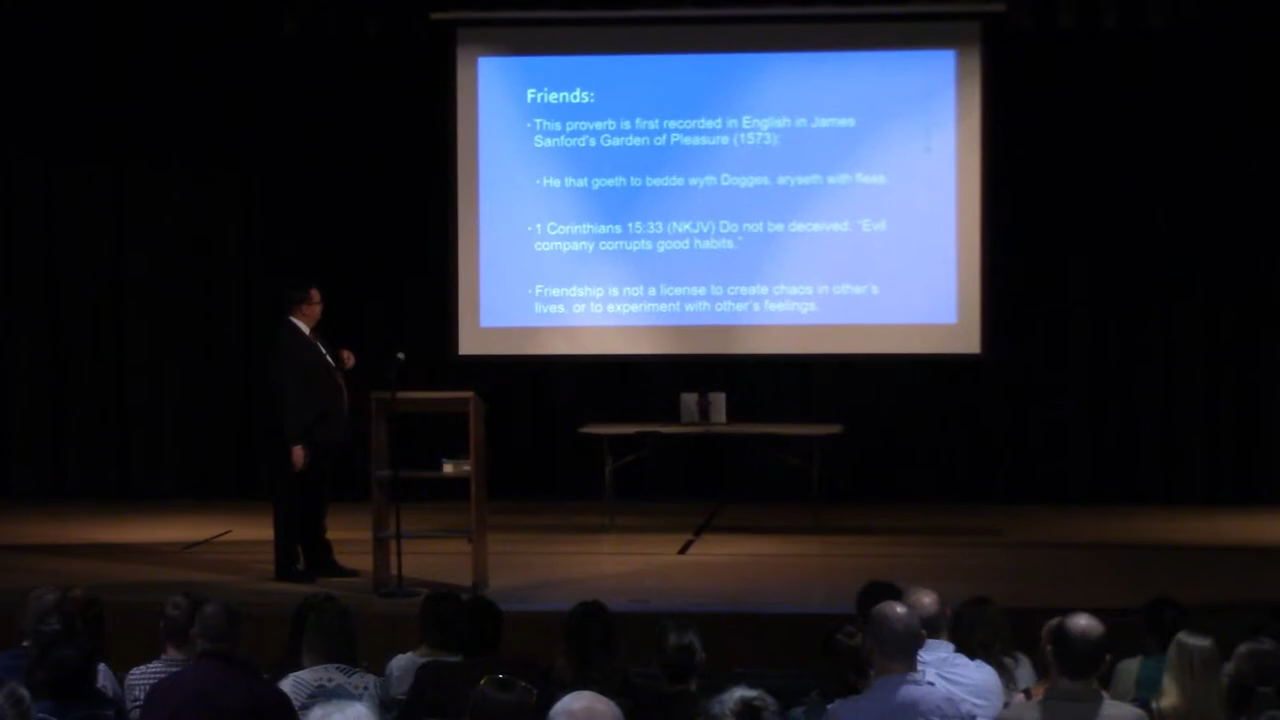 Friends:
· This proverb is first recorded in English in James
Sanford's Garden of Pleasure (1573):
· He that goeth to bedde wyth Dogges, aryseth with fleas.
· 1 Corinthians 15:33 (NKJV) Do not be deceived: "Evil
company corrupts good habits."
· Friendship is not a license to create chaos in other's
lives, or to experiment with other's feelings.